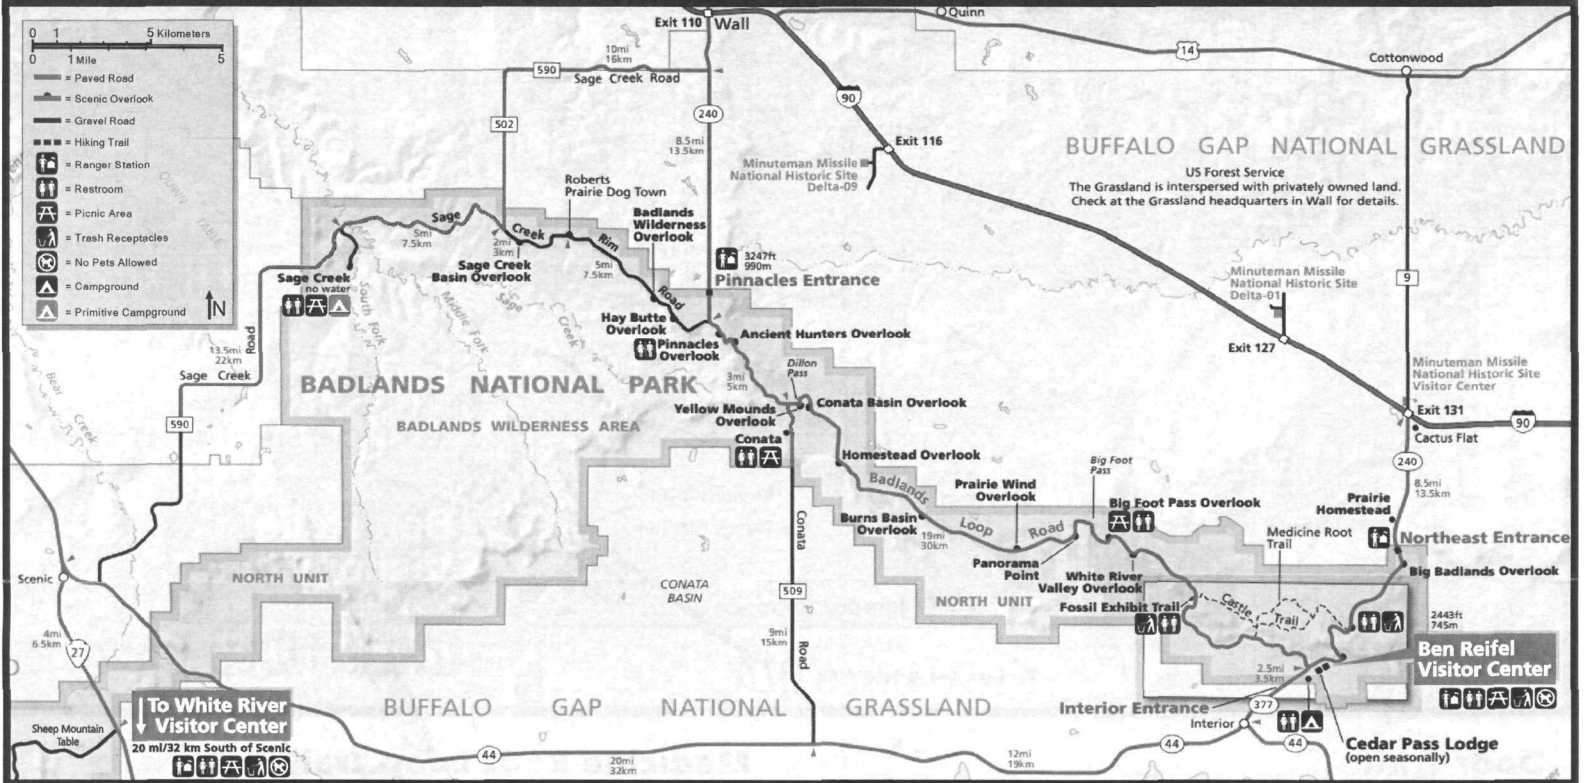 0 1 5 Kilometers
0 1 Mile 5
= Paved Road
= Scenic Overlook
= Gravel Road
= Hiking Trail
= Ranger Station
= Restroom
= Picnic Area
= Trash Receptacles
= No Pets Allowed
= Campground
= Primitive Campground
N
Exit 110
Wall
Quinn
14
Cottonwood
10mi
16km
590
Sage Creek Road
502
240
8.5mi
13.5km
90
Exit 116
Minuteman Missile
National Historic Site
Delta-09
BUFFALO GAP NATIONAL GRASSLAND
US Forest Service
The Grassland is interspersed with privately owned land.
Check at the Grassland headquarters in Wall for details.
Roberts
Prairie Dog Town
Badlands
Wilderness
Overlook
Sage Creek Rim Road
5mi
7.5km
2mi
3km
5mi
7.5km
Sage Creek
Basin Overlook
Sage Creek
no water
South Fork
Middle Fork
Sage
Creek
3247ft
990m
Pinnacles Entrance
Hay Butte
Overlook
Pinnacles
Overlook
Ancient Hunters Overlook
3mi
5km
Dillon
Pass
Yellow Mounds
Overlook
Conata Basin Overlook
Conata
Homestead Overlook
BADLANDS NATIONAL PARK
BADLANDS WILDERNESS AREA
13.5mi
22km
Sage Creek
Road
590
Bear Creek
Minuteman Missile
National Historic Site
Delta-01
Exit 127
9
Minuteman Missile
National Historic Site
Visitor Center
Exit 131
90
Cactus Flat
240
8.5mi
13.5km
Badlands Loop Road
Prairie Wind
Overlook
Big Foot
Pass
Big Foot Pass Overlook
Burns Basin
Overlook
19mi
30km
Panorama
Point
White River
Valley Overlook
Prairie
Homestead
Northeast Entrance
Medicine Root
Trail
Big Badlands Overlook
NORTH UNIT
Fossil Exhibit Trail
Castle Trail
2443ft
745m
Ben Reifel
Visitor Center
2.5mi
3.5km
Interior Entrance
377
Interior
Cedar Pass Lodge
(open seasonally)
44
44
12mi
19km
Conata
Road
509
9mi
15km
CONATA
BASIN
NORTH UNIT
Scenic
4mi
6.5km
27
BUFFALO GAP NATIONAL GRASSLAND
To White River
Visitor Center
20 mi/32 km South of Scenic
Sheep Mountain
Table
44
20mi
32km